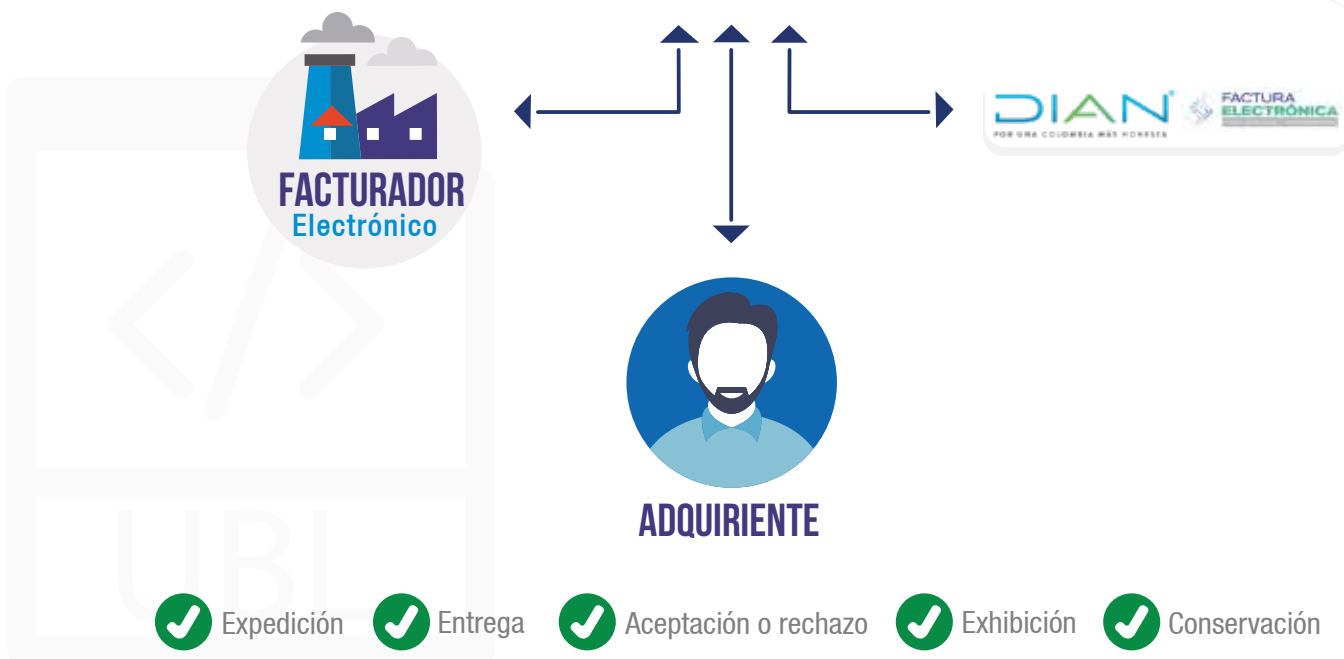 DIAN
POR UNA COLOMBIA MÁS HONESTA
FACTURA
ELECTRÓNICA
FACTURADOR
Electrónico
</>
UBL
ADQUIRIENTE
Expedición
Entrega
Aceptación o rechazo
Exhibición
Conservación